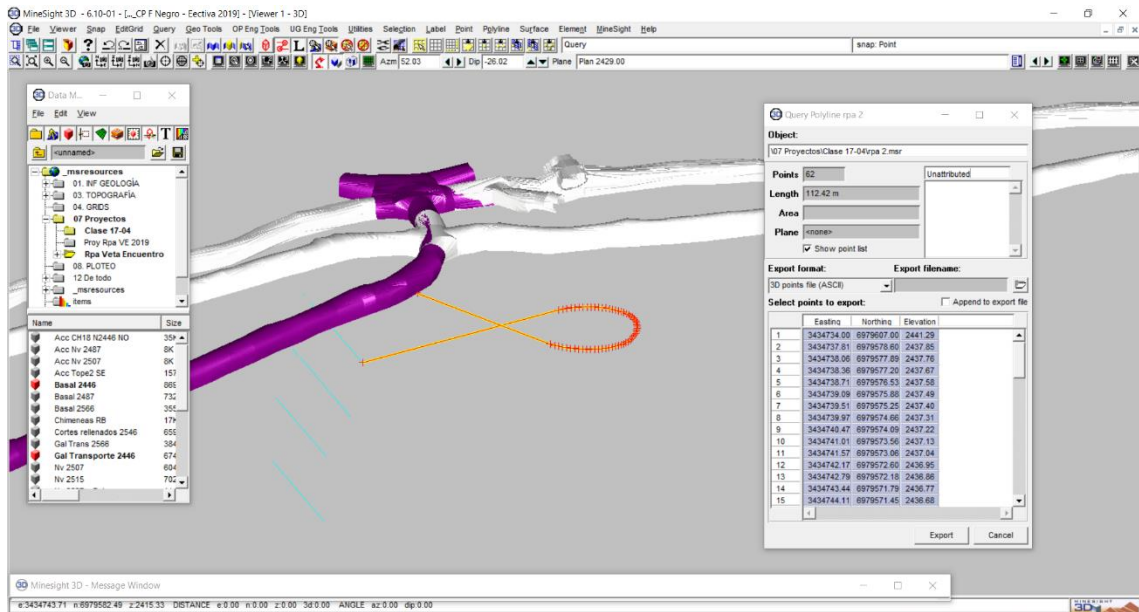 MineSight 3D - 6.10-01 - [..._CP F Negro - Eectiva 2019] - [Viewer 1 - 3D]
File Viewer Snap EditGrid Query Geo Tools OP Eng Tools UG Eng Tools Utilities Selection Label Point Polyline Surface Element MineSight Help
Query
snap: Point
Azm 52.03 Dip -26.02 Plane Plan 2429.00
Data M...
File Edit View
<unnamed>
_msresources
01. INF GEOLOGÍA
03. TOPOGRAFÍA
04. GRIDS
07 Proyectos
Clase 17-04
Proy Rpa VE 2019
Rpa Veta Encuentro
08. PLOTEO
12 De todo
_msresources
items
Name Size
Acc CH18 N2446 NO 35K
Acc Nv 2487 8K
Acc Nv 2507 8K
Acc Tope2 SE 157
Basal 2446 869
Basal 2487 732
Basal 2566 355
Chimeneas RB 17K
Cortes rellenados 2546 659
Gal Trans 2566 384
Gal Transporte 2446 674
Nv 2507 604
Nv 2515 702
Query Polyline rpa 2
Object:
\07 Proyectos\Clase 17-04\rpa 2.msr
Points 62 Unattributed
Length 112.42 m
Area
Plane <none>
Show point list
Export format: Export filename:
3D points file (ASCII)
Select points to export: Append to export file
Easting Northing Elevation
1 3434734.00 6979607.00 2441.29
2 3434737.81 6979578.60 2437.85
3 3434738.06 6979577.89 2437.76
4 3434738.36 6979577.20 2437.67
5 3434738.71 6979576.53 2437.58
6 3434739.09 6979575.88 2437.49
7 3434739.51 6979575.25 2437.40
8 3434739.97 6979574.66 2437.31
9 3434740.47 6979574.09 2437.22
10 3434741.01 6979573.56 2437.13
11 3434741.57 6979573.06 2437.04
12 3434742.17 6979572.60 2436.95
13 3434742.79 6979572.18 2436.86
14 3434743.44 6979571.79 2436.77
15 3434744.11 6979571.45 2436.68
Export Cancel
Minesight 3D - Message Window
e:3434743.71 n:6979582.49 z:2415.33 DISTANCE e:0.00 n:0.00 z:0.00 3d:0.00 ANGLE az:0.00 dip:0.00
MINESIGHT
3D